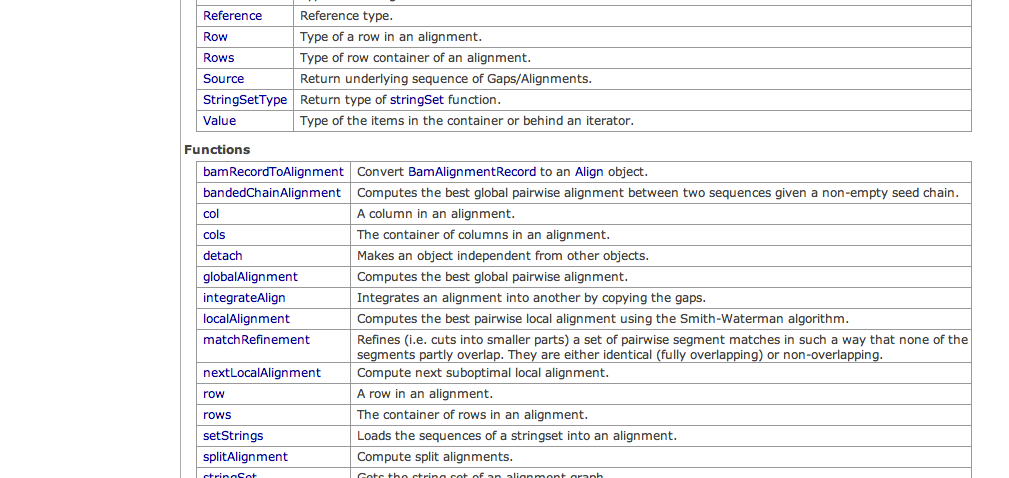 Reference Reference type.
Row Type of a row in an alignment.
Rows Type of row container of an alignment.
Source Return underlying sequence of Gaps/Alignments.
StringSetType Return type of stringSet function.
Value Type of the items in the container or behind an iterator.
Functions
bamRecordToAlignment Convert BamAlignmentRecord to an Align object.
bandedChainAlignment Computes the best global pairwise alignment between two sequences given a non-empty seed chain.
col A column in an alignment.
cols The container of columns in an alignment.
detach Makes an object independent from other objects.
globalAlignment Computes the best global pairwise alignment.
integrateAlign Integrates an alignment into another by copying the gaps.
localAlignment Computes the best pairwise local alignment using the Smith-Waterman algorithm.
matchRefinement Refines (i.e. cuts into smaller parts) a set of pairwise segment matches in such a way that none of the
segments partly overlap. They are either identical (fully overlapping) or non-overlapping.
nextLocalAlignment Compute next suboptimal local alignment.
row A row in an alignment.
rows The container of rows in an alignment.
setStrings Loads the sequences of a stringset into an alignment.
splitAlignment Compute split alignments.
stringSet Gets the string set of an alignment graph.